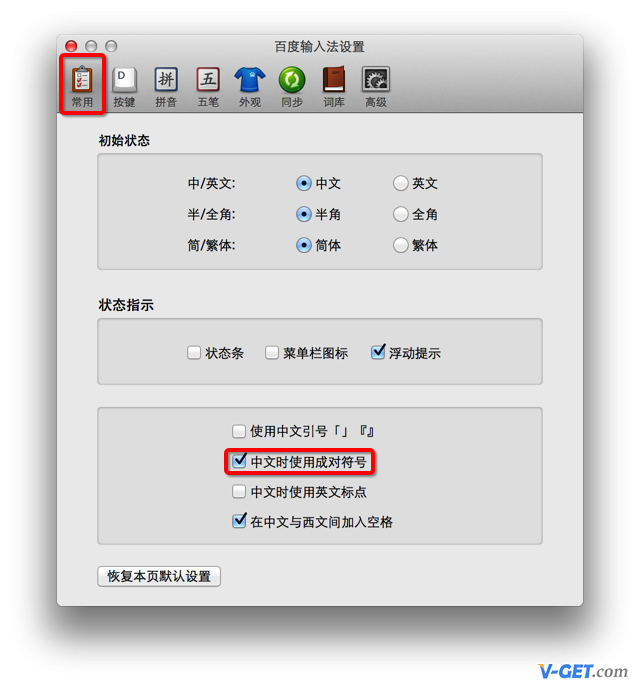 百度输入法设置
D 拼 五
常用 按键 拼音 五笔 外观 同步 词库 高级
初始状态
中/英文: 中文 英文
半/全角: 半角 全角
简/繁体: 简体 繁体
状态指示
状态条 菜单栏图标 浮动提示
使用中文引号「」『』
中文时使用成对符号
中文时使用英文标点
在中文与西文间加入空格
恢复本页默认设置
V-GET.com